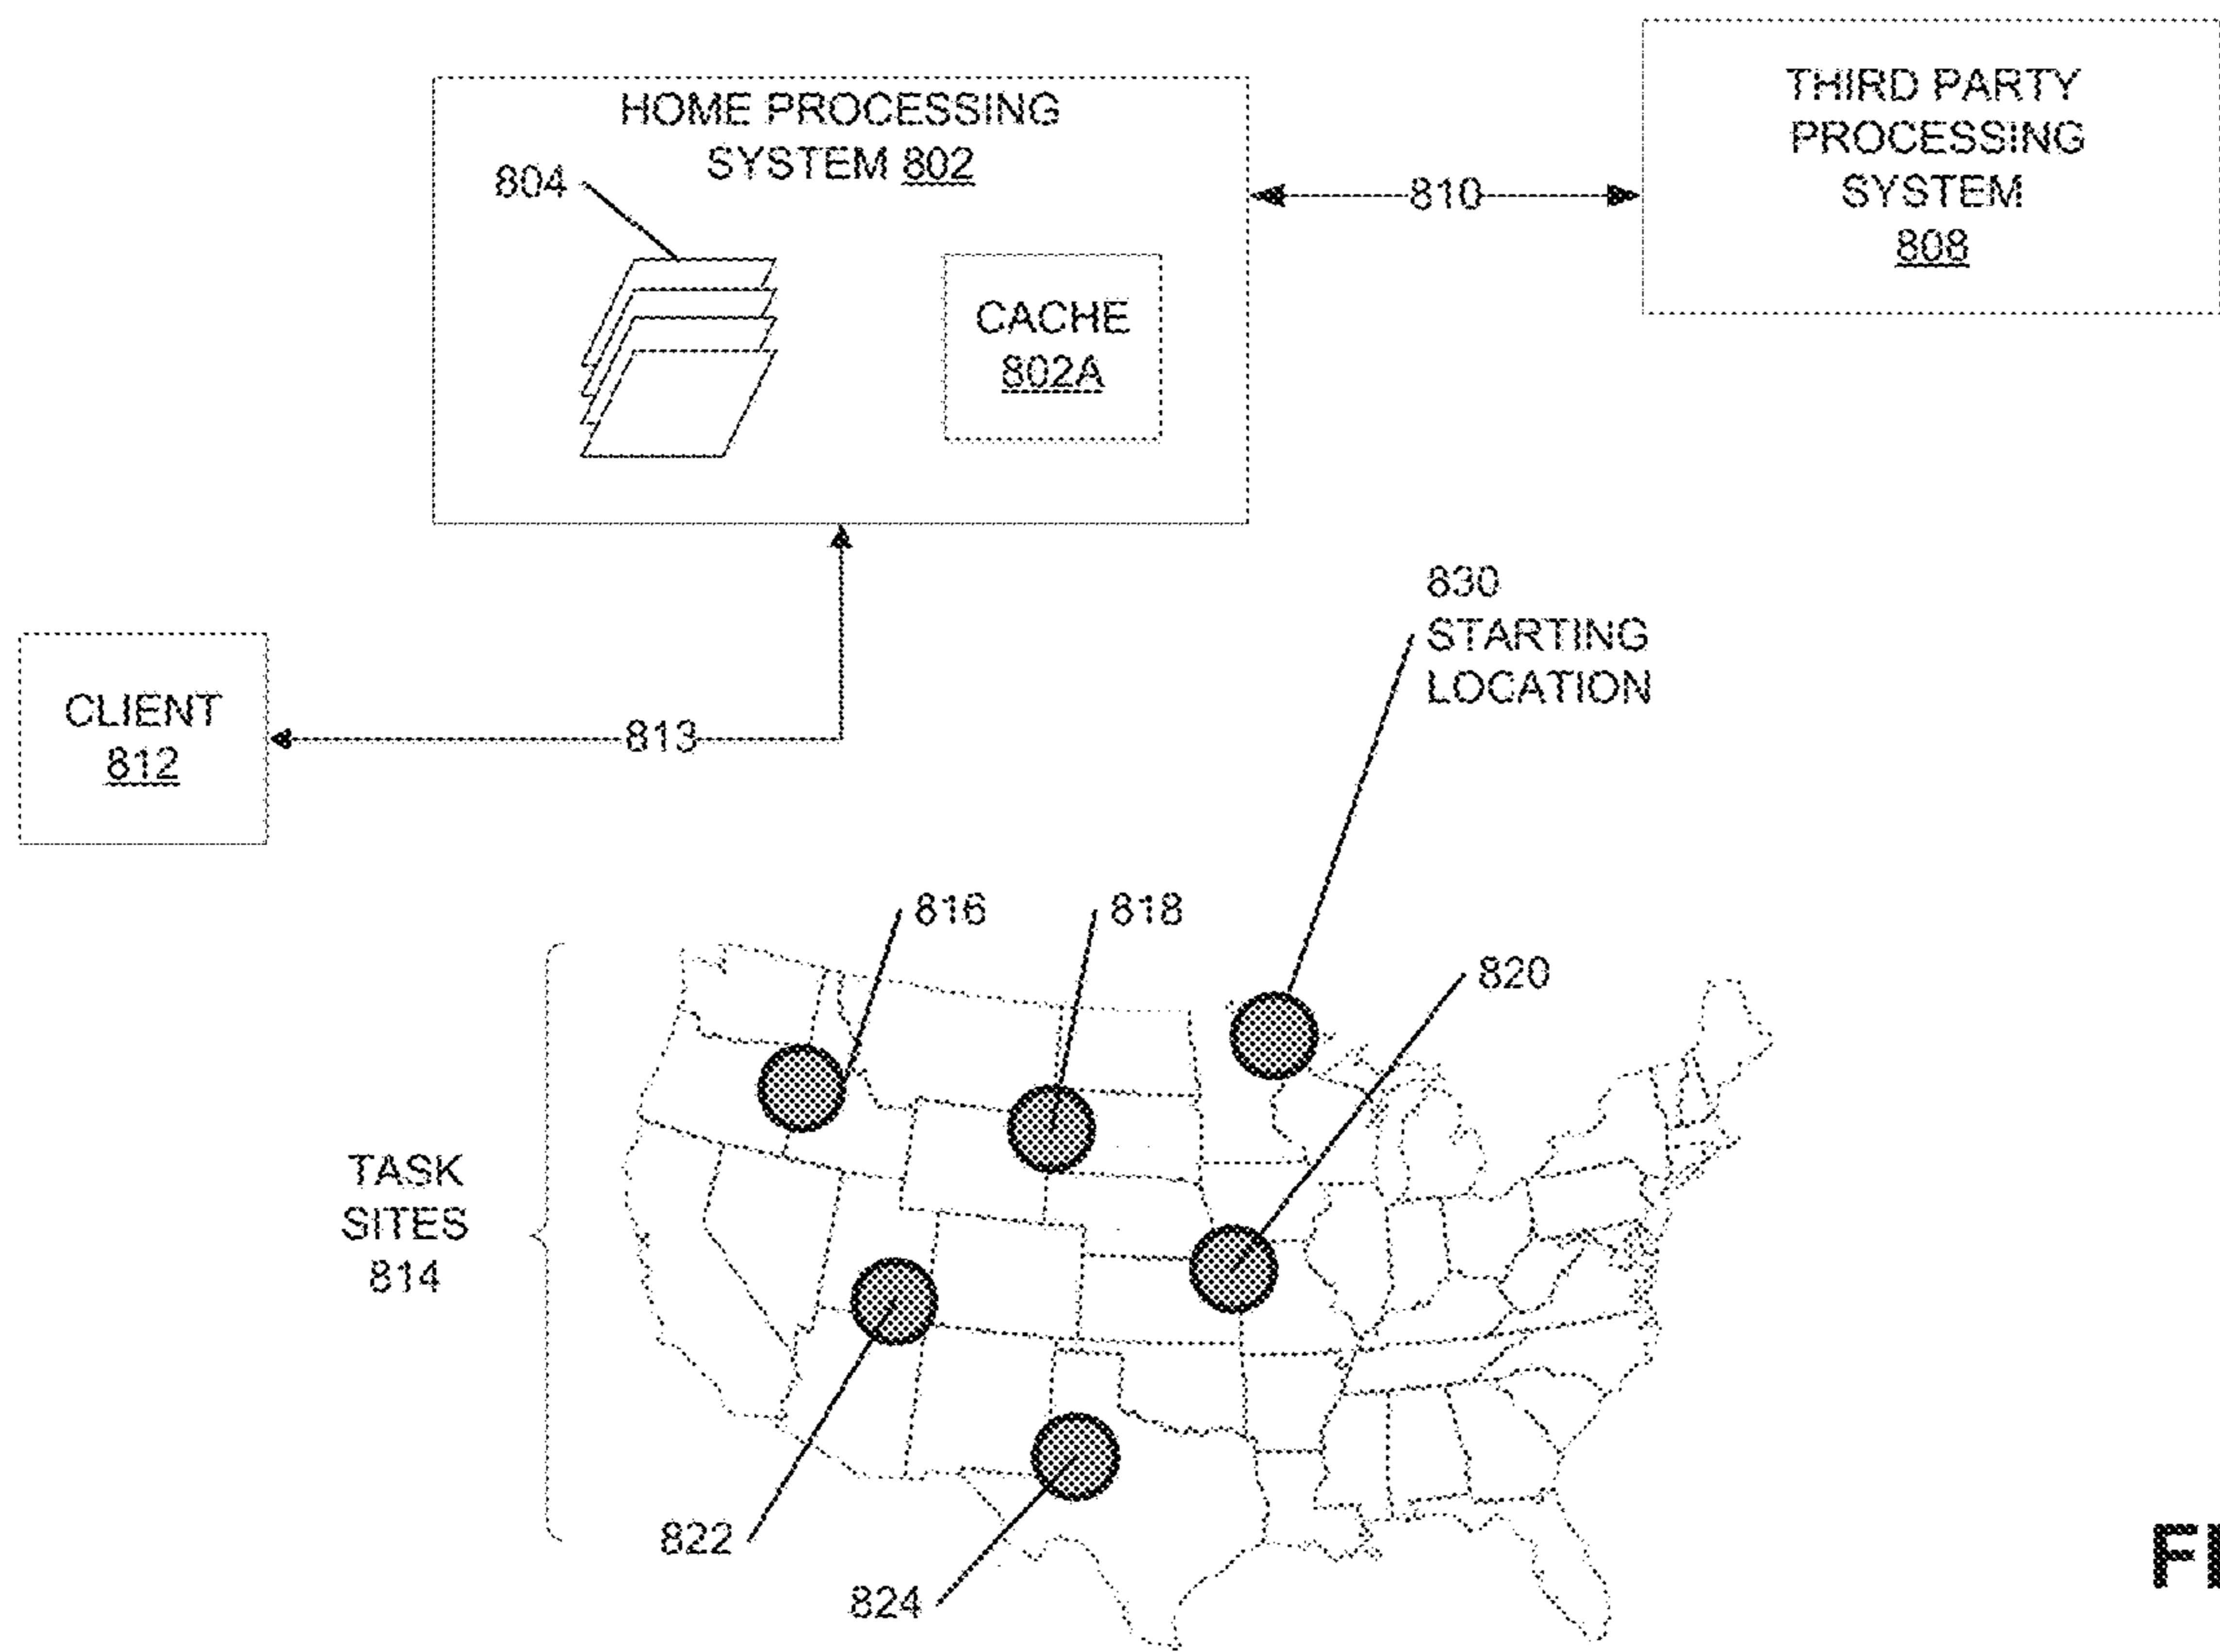 HOME PROCESSING
SYSTEM 802
804
CACHE
802A
810
THIRD PARTY
PROCESSING
SYSTEM
808
CLIENT
812
813
830
STARTING
LOCATION
816
818
820
TASK
SITES
814
822
824